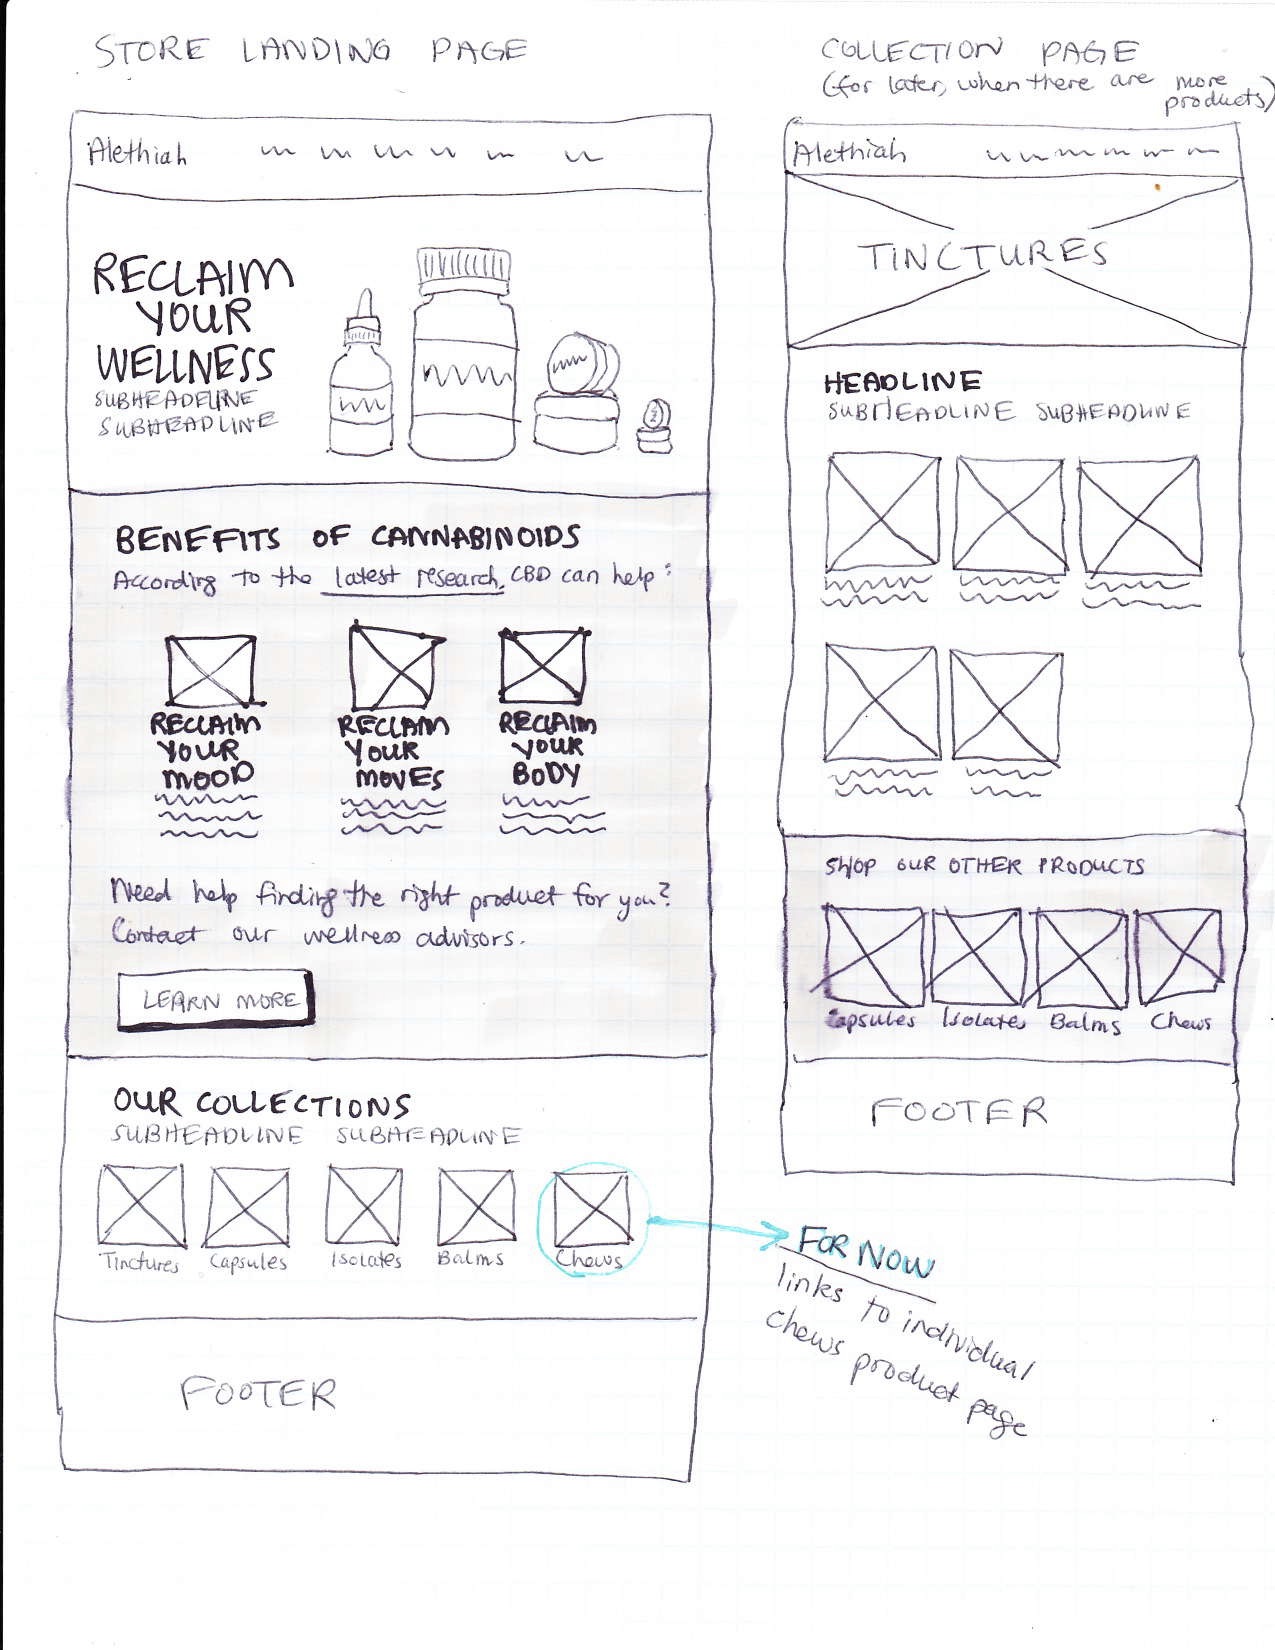 STORE LANDING PAGE
Alethiah
RECLAIM
YOUR
WELLNESS
SUBHEADLINE
SUBHEADLINE
BENEFITS OF CANNABINOIDS
According to the latest research, CBD can help:
RECLAIM
YOUR
MOOD
RECLAIM
YOUR
MOVES
RECLAIM
YOUR
BODY
Need help finding the right product for you?
Contact our wellness advisors.
LEARN MORE
OUR COLLECTIONS
SUBHEADLINE SUBHEADLINE
Tinctures Capsules Isolates Balms Chews
FOOTER
COLLECTION PAGE
(for later, when there are more
products)
Alethiah
TINCTURES
HEADLINE
SUBHEADLINE SUBHEADLINE
SHOP OUR OTHER PRODUCTS
Capsules Isolates Balms Chews
FOOTER
FOR NOW
links to individual
chews product page